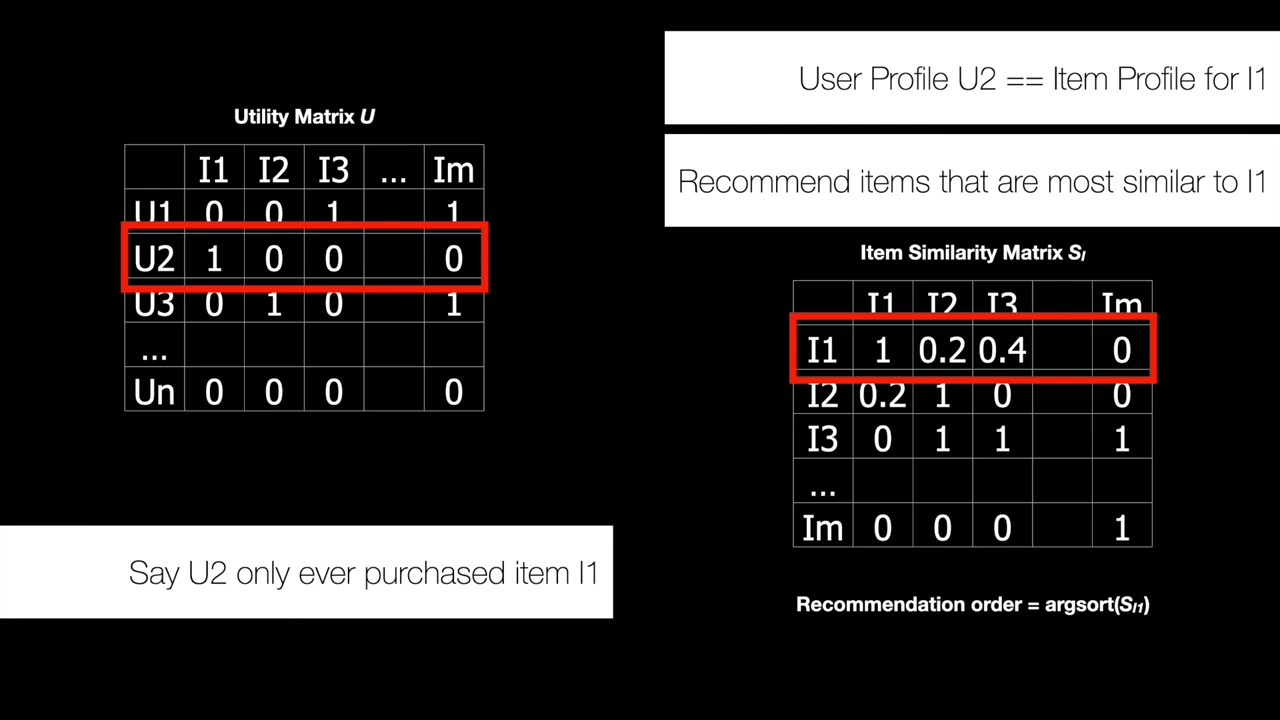 User Profile U2 == Item Profile for I1
Utility Matrix U
I1 I2 I3 ... Im
U1 0 0 1 1
U2 1 0 0 0
U3 0 1 0 1
...
Un 0 0 0 0
Recommend items that are most similar to I1
Item Similarity Matrix SI
I1 I2 I3 Im
I1 1 0.2 0.4 0
I2 0.2 1 0 0
I3 0 1 1 1
...
Im 0 0 0 1
Say U2 only ever purchased item I1
Recommendation order = argsort(SI1)